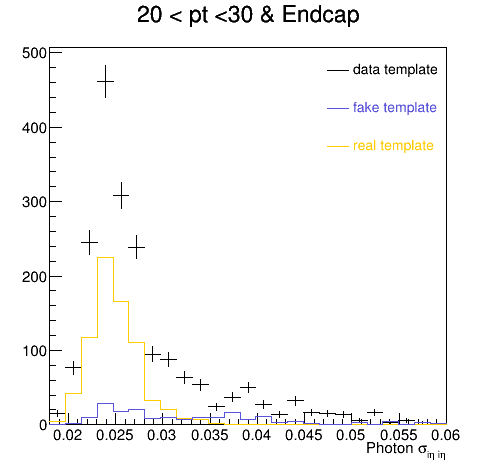 20 < pt <30 & Endcap
500
data template
fake template
400
real template
300
200
100
0
0.02 0.025 0.03 0.035 0.04 0.045 0.05 0.055 0.06
Photon σiη iη